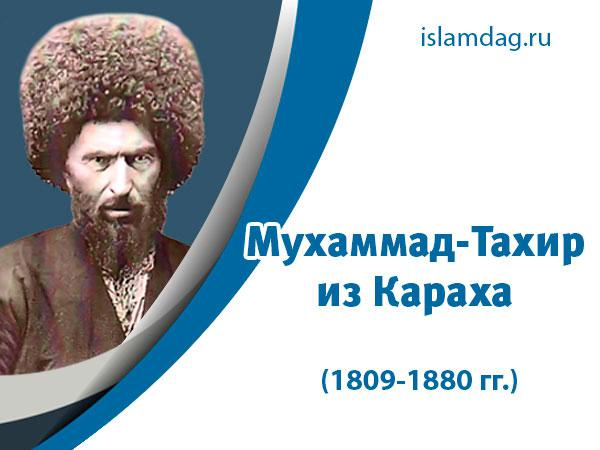 islamdag.ru
Мухаммад-Тахир
из Караха
(1809-1880 гг.)